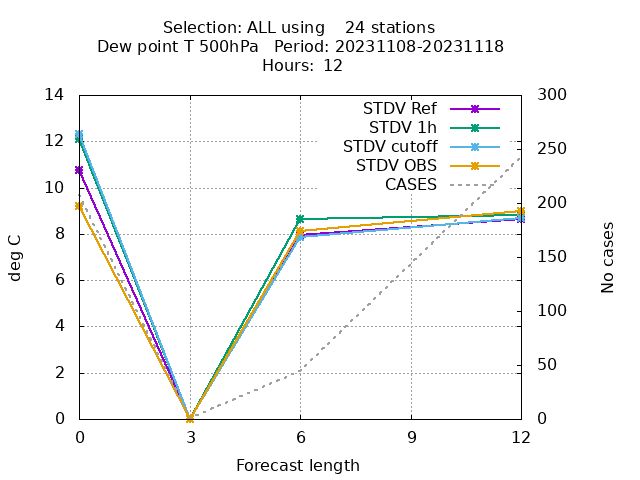 Selection: ALL using    24 stations
Dew point T 500hPa   Period: 20231108-20231118
Hours:  12
14
12
10
8
6
4
2
0
deg C
300
250
200
150
100
50
0
No cases
STDV Ref
STDV 1h
STDV cutoff
STDV OBS
CASES
0 3 6 9 12
Forecast length